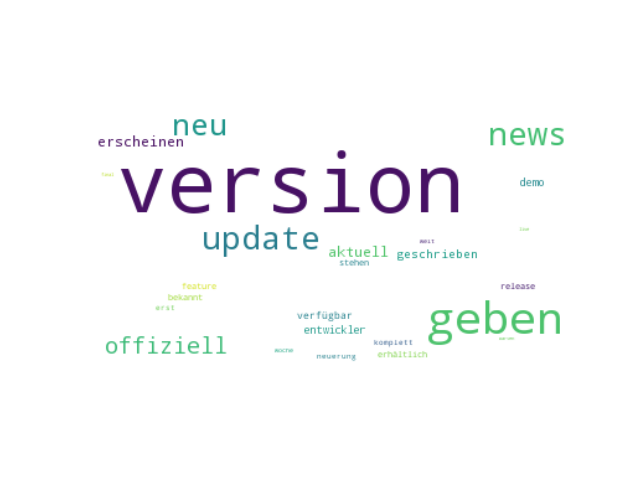 neu
news
erscheinen
version
demo
update
aktuell
geschrieben
stehen
feature
release
bekannt
erst
geben
verfügbar
entwickler
offiziell
komplett
woche
erhältlich
neuerung